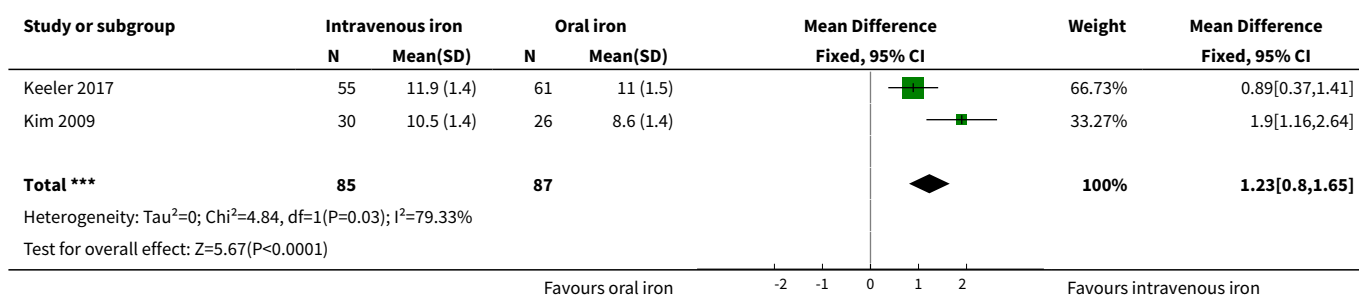 Study or subgroup Intravenous iron Oral iron Mean Difference Weight Mean Difference
N Mean(SD) N Mean(SD) Fixed, 95% CI Fixed, 95% CI
Keeler 2017 55 11.9 (1.4) 61 11 (1.5) 66.73% 0.89[0.37,1.41]
Kim 2009 30 10.5 (1.4) 26 8.6 (1.4) 33.27% 1.9[1.16,2.64]
Total *** 85 87 100% 1.23[0.8,1.65]
Heterogeneity: Tau²=0; Chi²=4.84, df=1(P=0.03); I²=79.33%
Test for overall effect: Z=5.67(P<0.0001)
Favours oral iron -2 -1 0 1 2 Favours intravenous iron